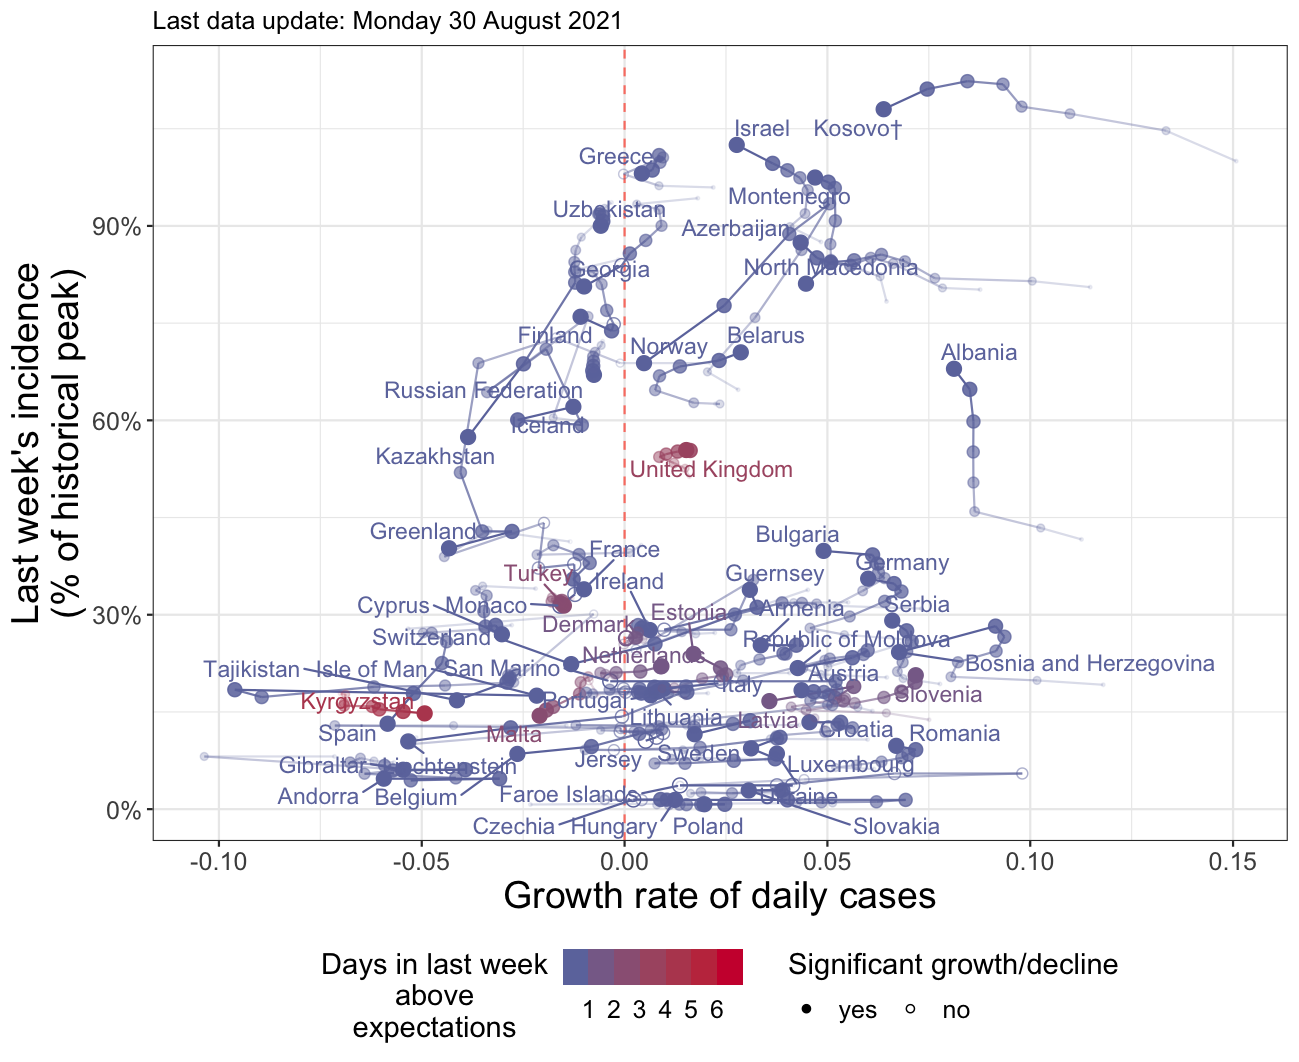 Last data update: Monday 30 August 2021
Last week's incidence
(% of historical peak)
90%
60%
30%
0%
Kosovo†
Israel
Greece
Montenegro
Uzbekistan
Azerbaijan
Georgia
North Macedonia
Finland
Norway
Belarus
Albania
Russian Federation
Iceland
Kazakhstan
United Kingdom
Greenland
Bulgaria
France
Germany
Turkey
Ireland
Guernsey
Cyprus
Monaco
Estonia
Armenia
Serbia
Denmark
Switzerland
Republic of Moldova
Netherlands
Tajikistan
Isle of Man
San Marino
Bosnia and Herzegovina
Austria
Italy
Kyrgyzstan
Portugal
Slovenia
Lithuania
Latvia
Spain
Malta
Croatia
Romania
Jersey
Sweden
Gibraltar
Liechtenstein
Luxembourg
Andorra
Belgium
Faroe Islands
Ukraine
Czechia
Hungary
Poland
Slovakia
-0.10 -0.05 0.00 0.05 0.10 0.15
Growth rate of daily cases
Days in last week
above
expectations
1 2 3 4 5 6
Significant growth/decline
yes no